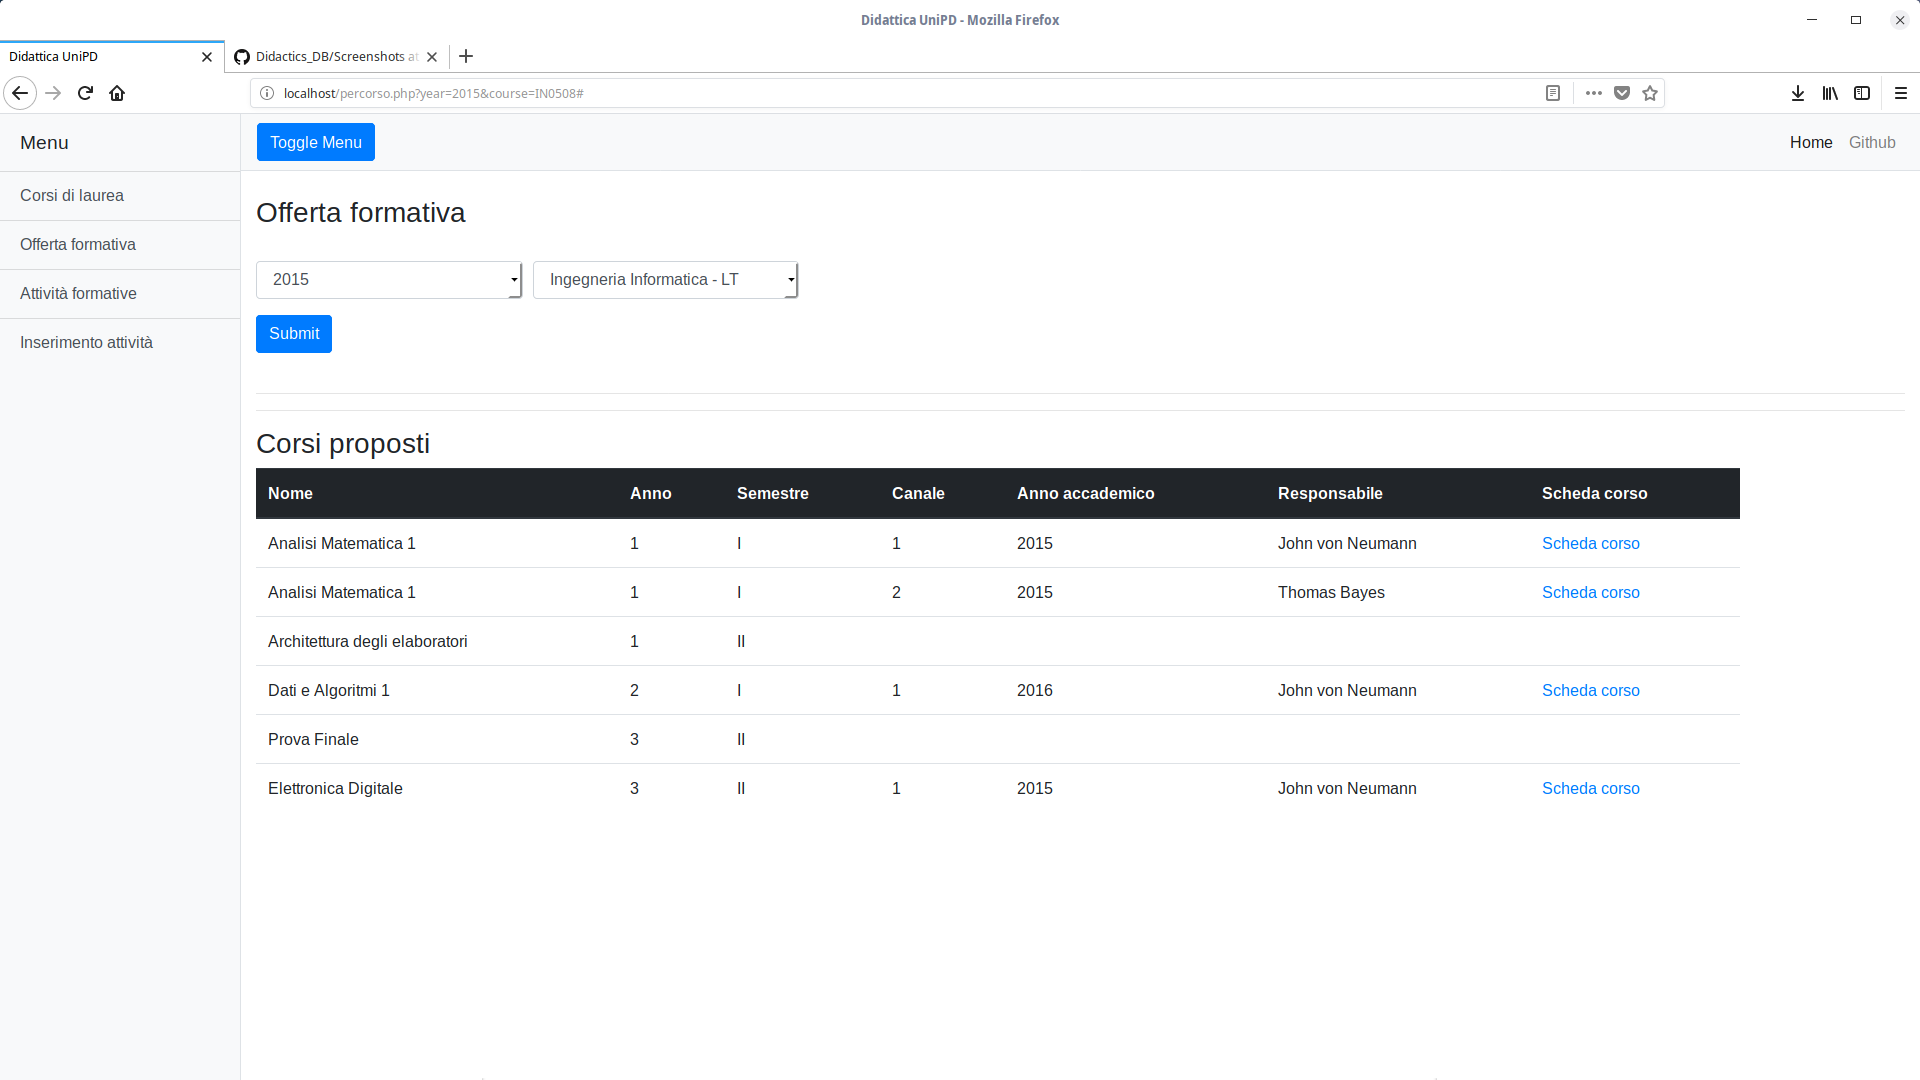 Didattica UniPD - Mozilla Firefox
Didattica UniPD
Didactics_DB/Screenshots at
localhost/percorso.php?year=2015&course=IN0508#
Menu
Toggle Menu
Home Github
Corsi di laurea
Offerta formativa
Attività formative
Inserimento attività
Offerta formativa
2015 Ingegneria Informatica - LT
Submit
Corsi proposti
Nome Anno Semestre Canale Anno accademico Responsabile Scheda corso
Analisi Matematica 1 1 I 1 2015 John von Neumann Scheda corso
Analisi Matematica 1 1 I 2 2015 Thomas Bayes Scheda corso
Architettura degli elaboratori 1 II
Dati e Algoritmi 1 2 I 1 2016 John von Neumann Scheda corso
Prova Finale 3 II
Elettronica Digitale 3 II 1 2015 John von Neumann Scheda corso